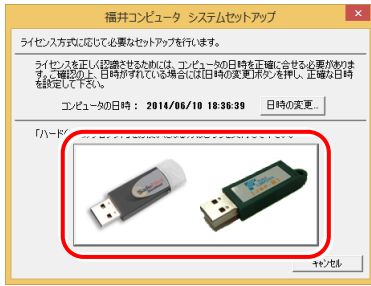 福井コンピュータ システムセットアップ
ライセンス方式に応じて必要なセットアップを行います。
ライセンスを正しく認識させるためには、コンピュータの日時を正確に合せる必要がありま
す。ご確認の上、日時がずれている場合には[日時の変更]ボタンを押し、正確な日時
を設定して下さい。
コンピュータの日時： 2014/06/10 18:36:39 日時の変更...
「ハード
キャンセル